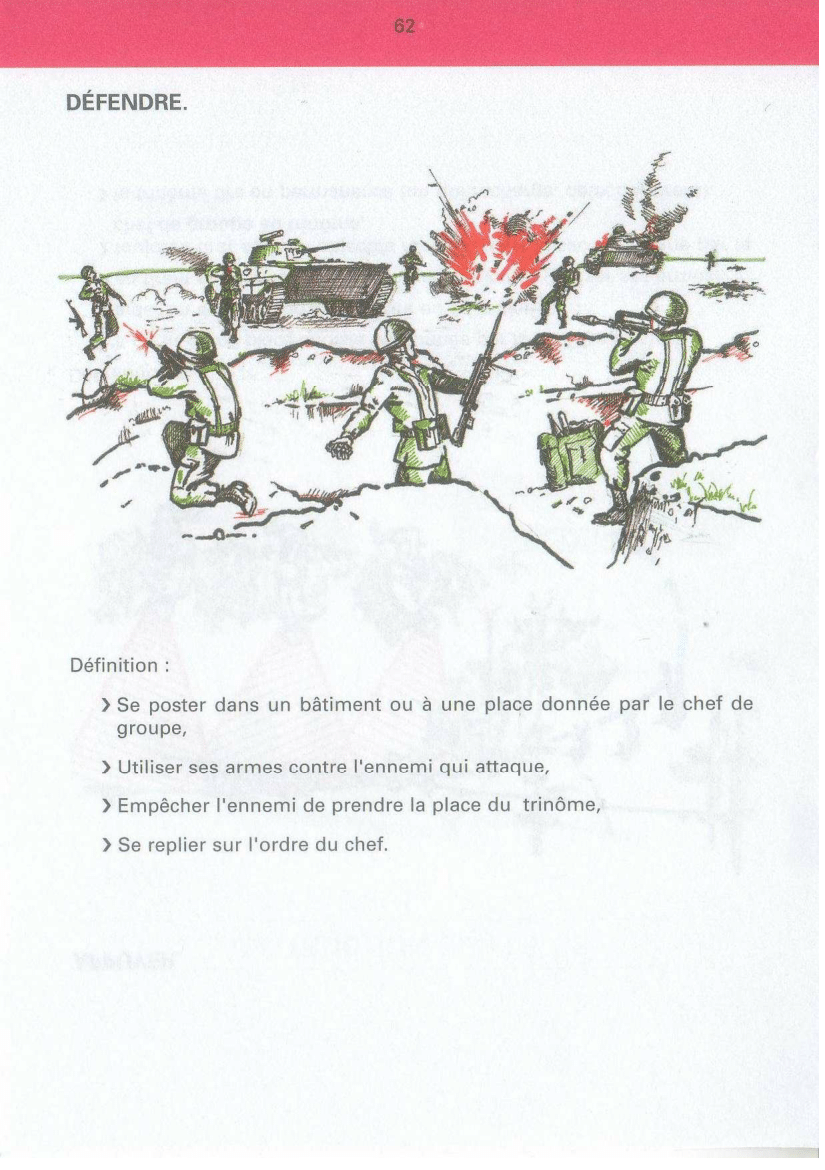 62
DÉFENDRE.
Définition :
❯ Se poster dans un bâtiment ou à une place donnée par le chef de
groupe,
❯ Utiliser ses armes contre l'ennemi qui attaque,
❯ Empêcher l'ennemi de prendre la place du trinôme,
❯ Se replier sur l'ordre du chef.